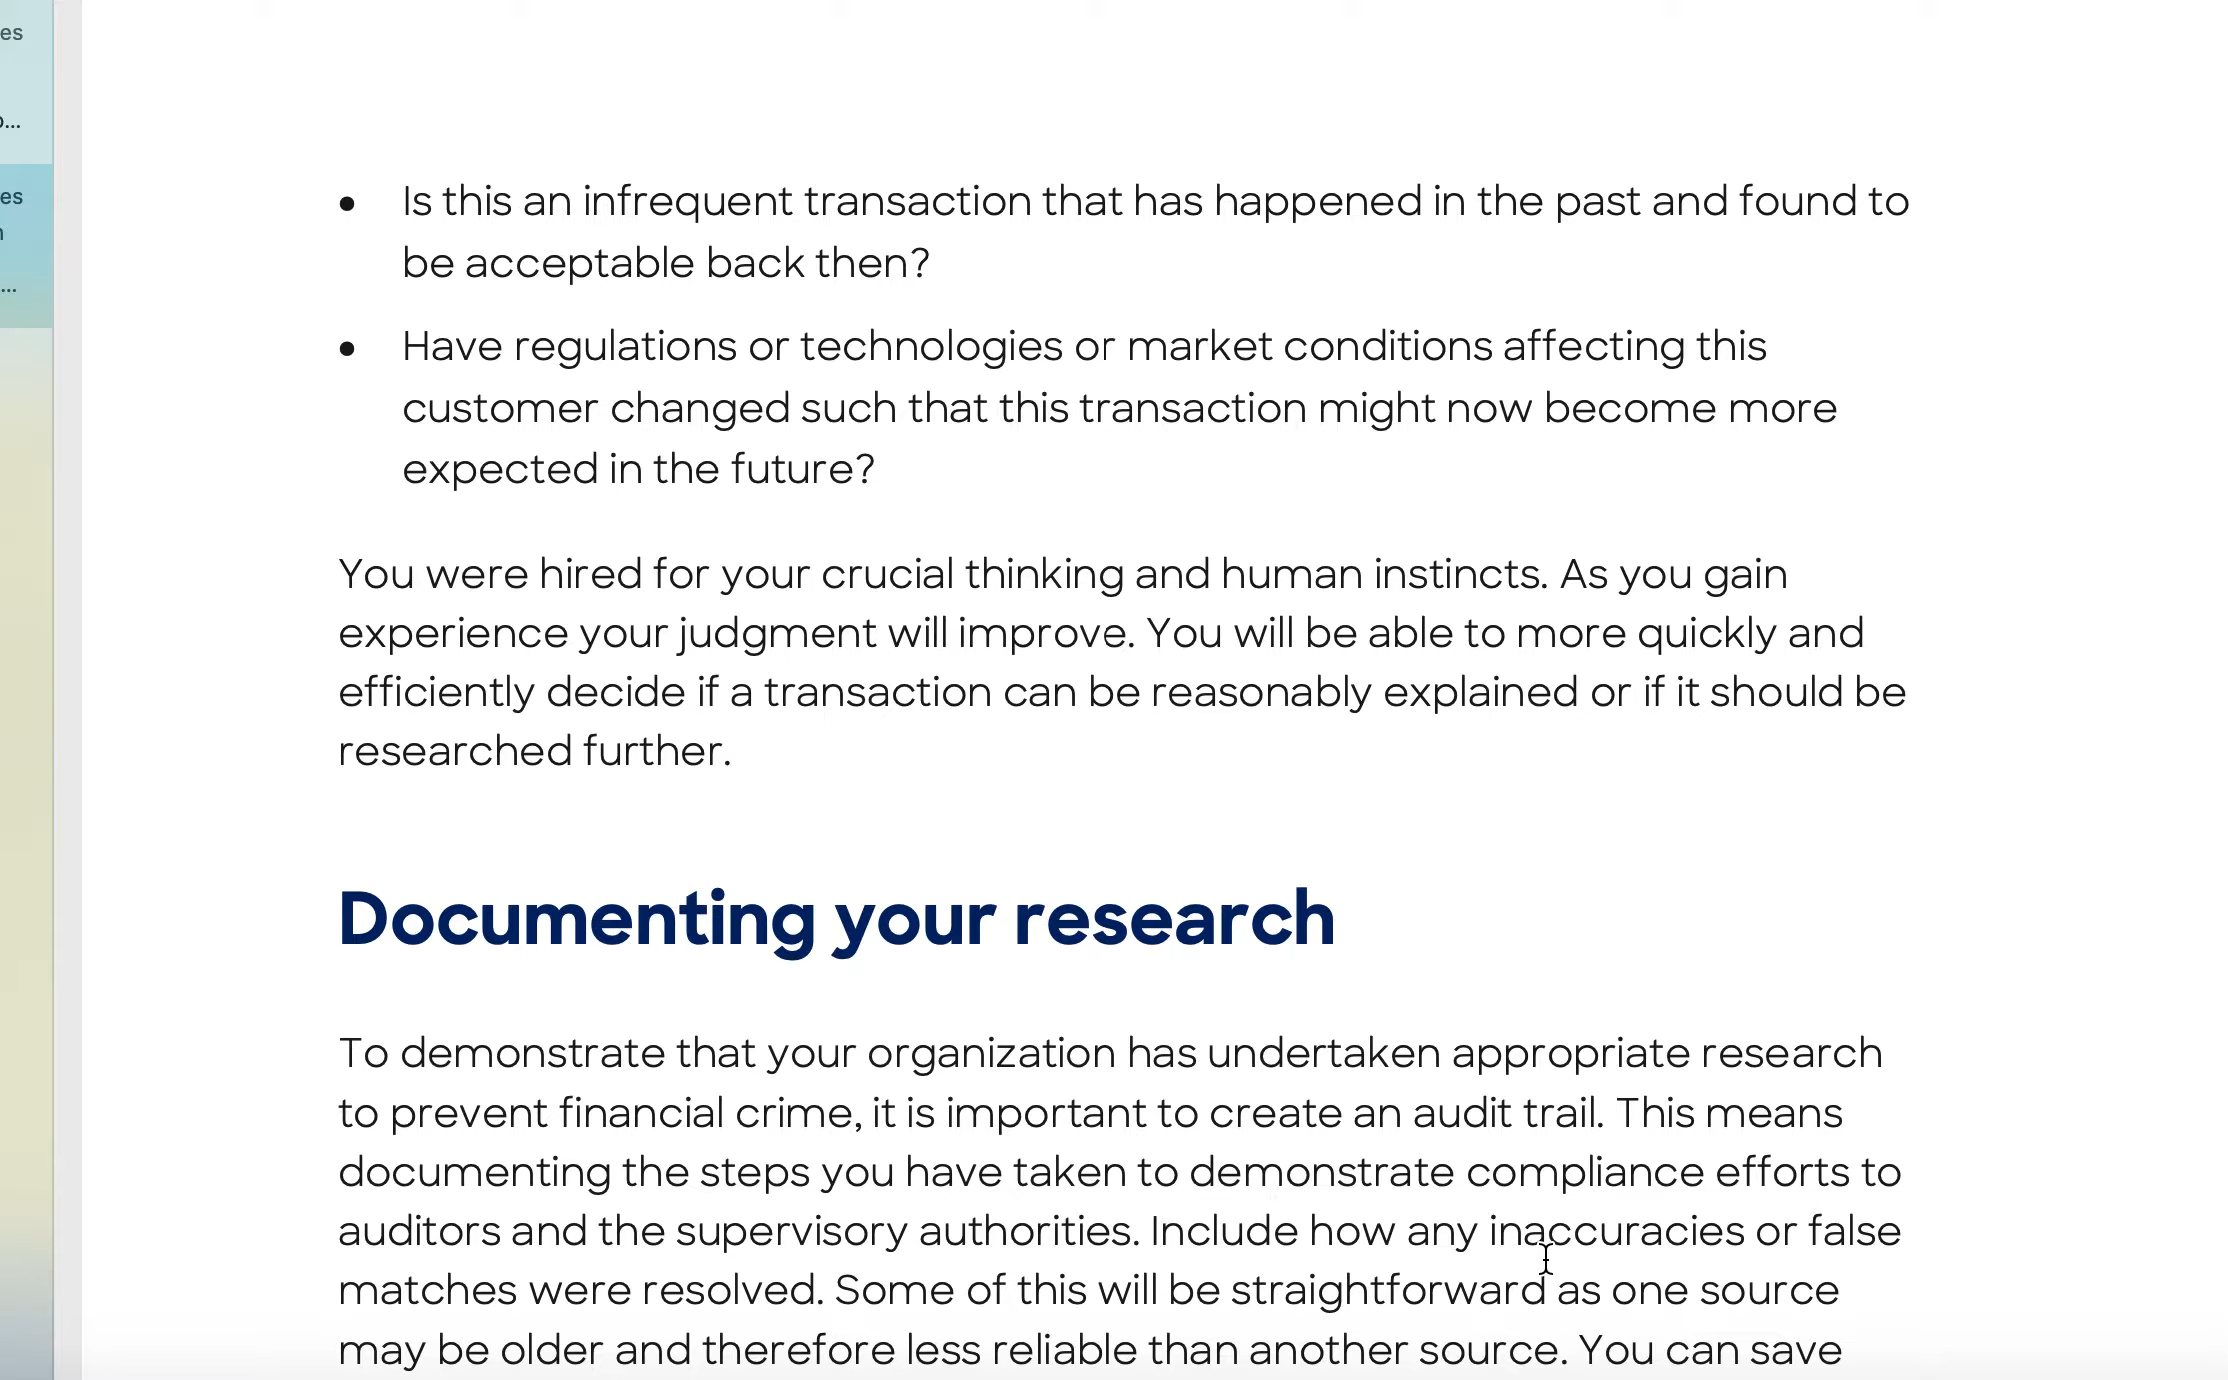 es
o...
es
...
• Is this an infrequent transaction that has happened in the past and found to
be acceptable back then?
• Have regulations or technologies or market conditions affecting this
customer changed such that this transaction might now become more
expected in the future?
You were hired for your crucial thinking and human instincts. As you gain
experience your judgment will improve. You will be able to more quickly and
efficiently decide if a transaction can be reasonably explained or if it should be
researched further.
Documenting your research
To demonstrate that your organization has undertaken appropriate research
to prevent financial crime, it is important to create an audit trail. This means
documenting the steps you have taken to demonstrate compliance efforts to
auditors and the supervisory authorities. Include how any inaccuracies or false
matches were resolved. Some of this will be straightforward as one source
may be older and therefore less reliable than another source. You can save